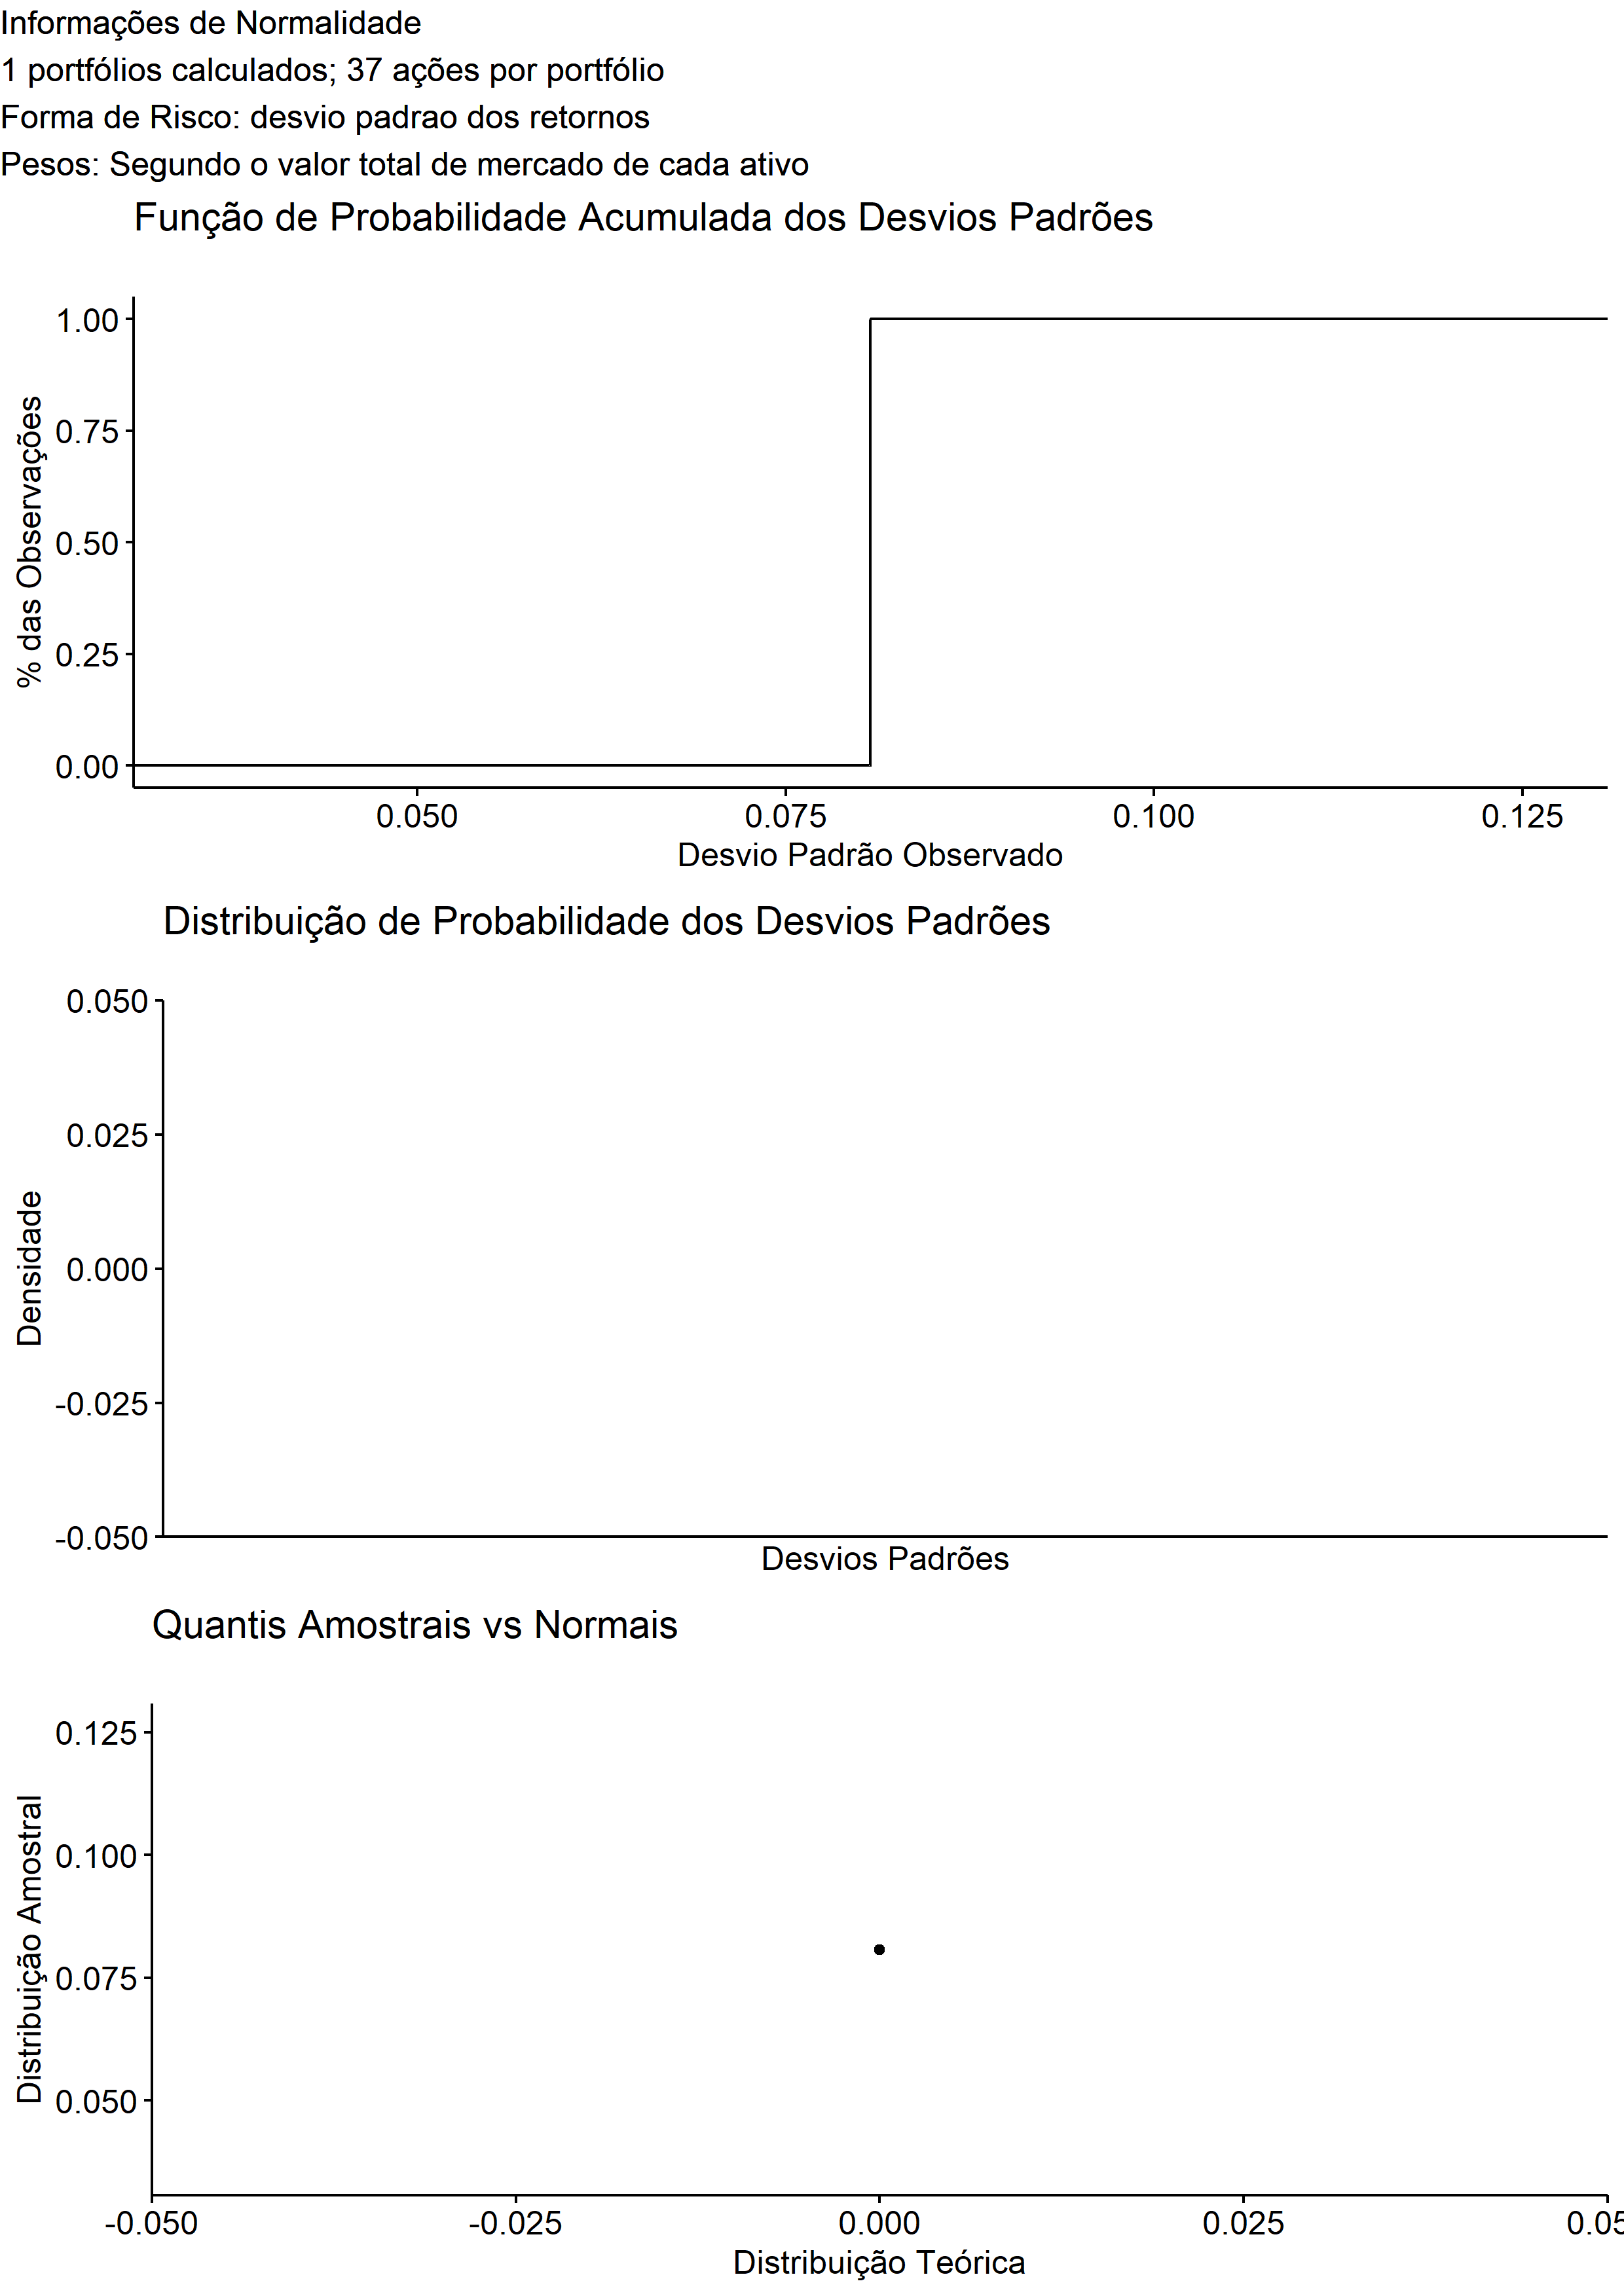 Informações de Normalidade
1 portfólios calculados; 37 ações por portfólio
Forma de Risco: desvio padrao dos retornos
Pesos: Segundo o valor total de mercado de cada ativo
Função de Probabilidade Acumulada dos Desvios Padrões
% das Observações
1.00
0.75
0.50
0.25
0.00
0.050 0.075 0.100 0.125
Desvio Padrão Observado
Distribuição de Probabilidade dos Desvios Padrões
Densidade
0.050
0.025
0.000
-0.025
-0.050
Desvios Padrões
Quantis Amostrais vs Normais
Distribuição Amostral
0.125
0.100
0.075
0.050
-0.050 -0.025 0.000 0.025 0.05
Distribuição Teórica